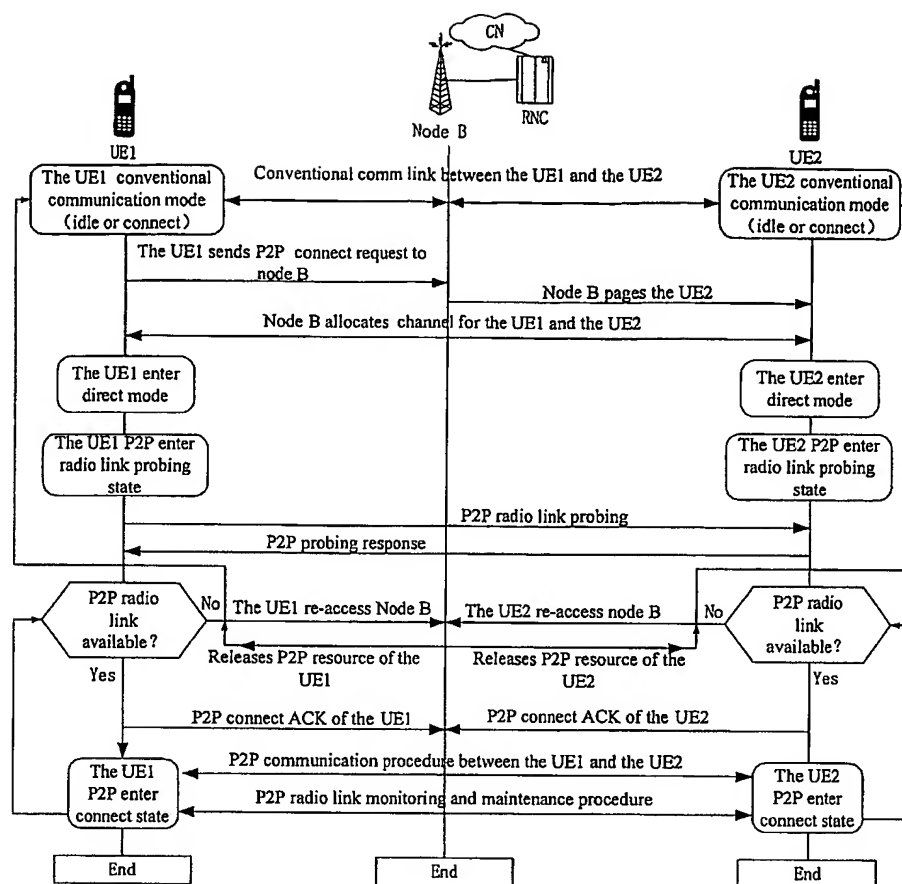 CN
RNC
Node B
UE1
UE2
The UE1 conventional
communication mode
(idle or connect)
Conventional comm link between the UE1 and the UE2
The UE2 conventional
communication mode
(idle or connect)
The UE1 sends P2P connect request to
node B
Node B pages the UE2
Node B allocates channel for the UE1 and the UE2
The UE1 enter
direct mode
The UE2 enter
direct mode
The UE1 P2P enter
radio link probing
state
The UE2 P2P enter
radio link probing
state
P2P radio link probing
P2P probing response
P2P radio
link
available?
No
The UE1 re-access Node B
The UE2 re-access node B
No
P2P radio
link
available?
Releases P2P resource of the
UE1
Releases P2P resource of the
UE2
Yes
Yes
P2P connect ACK of the UE1
P2P connect ACK of the UE2
The UE1
P2P enter
connect state
P2P communication procedure between the UE1 and the UE2
P2P radio link monitoring and maintenance procedure
The UE2
P2P enter
connect state
End
End
End